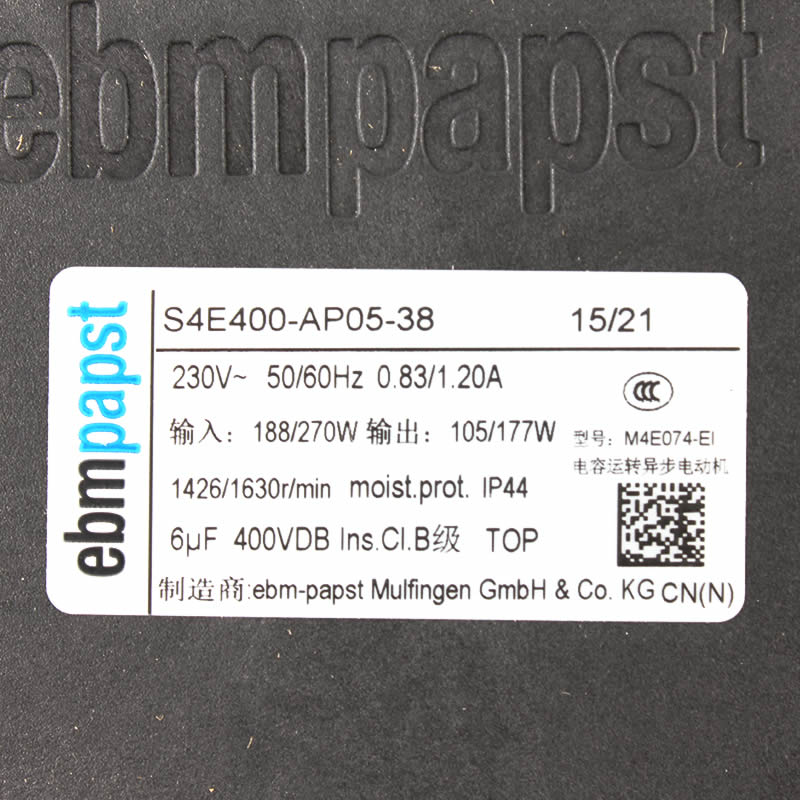 ebmpapst
ebmpapst
S4E400-AP05-38 15/21
230V~ 50/60Hz 0.83/1.20A
CCC
输入: 188/270W 输出: 105/177W
型号: M4E074-EI
电容运转异步电动机
1426/1630r/min moist.prot. IP44
6µF 400VDB Ins.Cl.B级 TOP
制造商:ebm-papst Mulfingen GmbH & Co. KG CN(N)